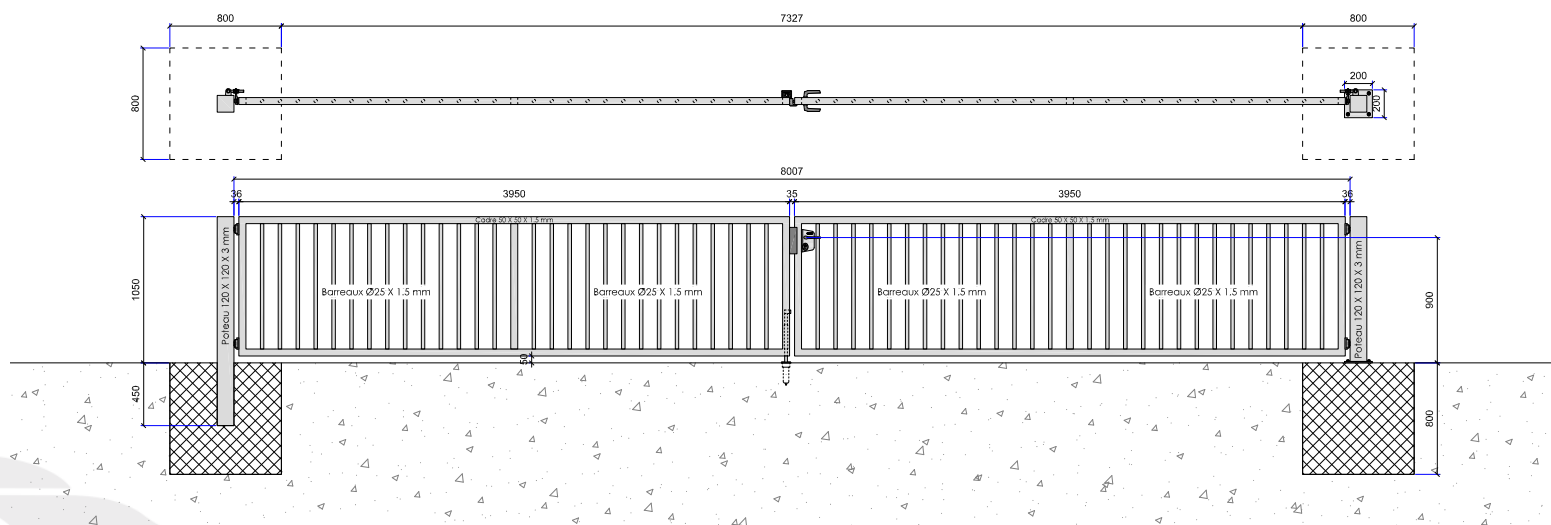 800
7327
800
800
200
200
8007
36
3950
35
3950
36
Cadre 50 X 50 X 1.5 mm
Cadre 50 X 50 X 1.5 mm
1050
Poteau 120 X 120 X 3 mm
Barreaux Ø25 X 1.5 mm
Barreaux Ø25 X 1.5 mm
Barreaux Ø25 X 1.5 mm
Barreaux Ø25 X 1.5 mm
Poteau 120 X 120 X 3 mm
900
50
450
800